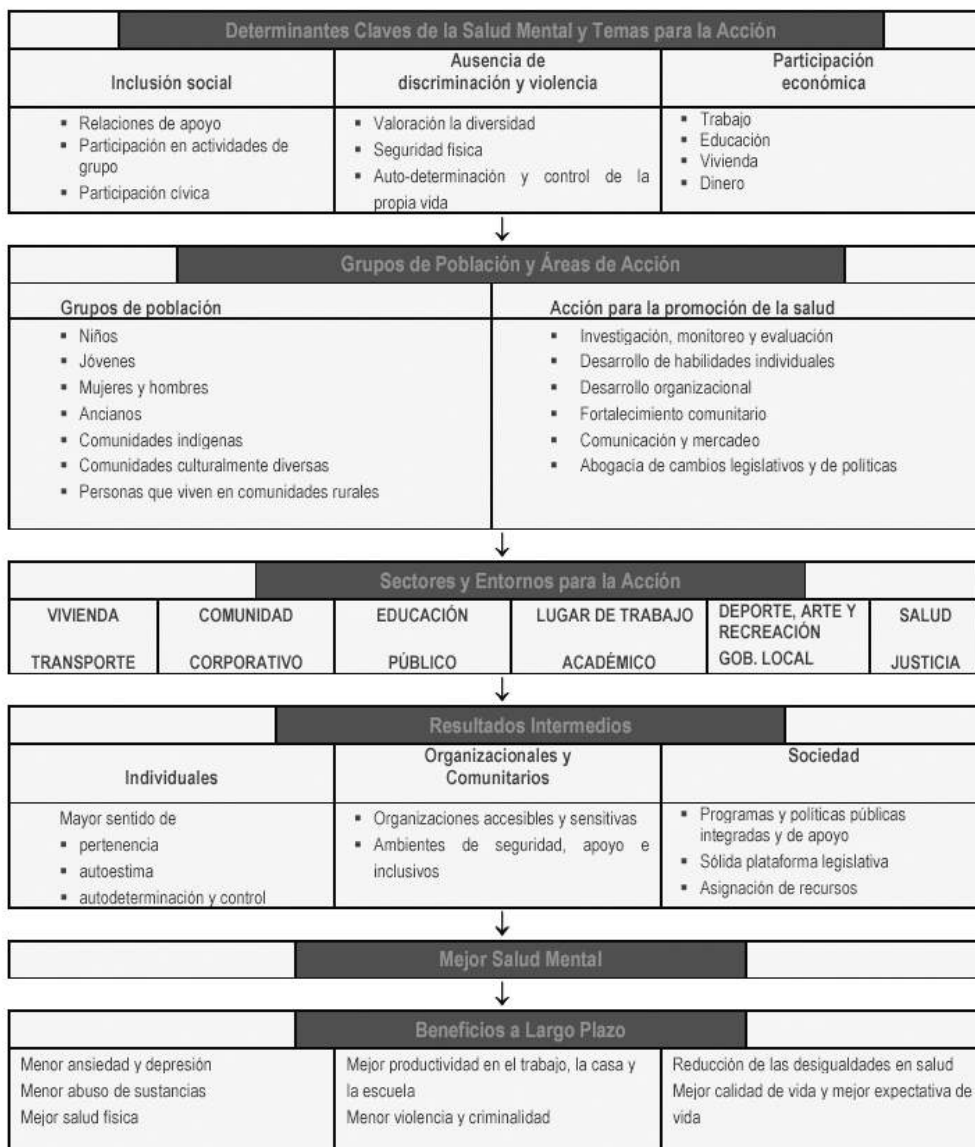 Determinantes Claves de la Salud Mental y Temas para la Acción
Inclusión social
Relaciones de apoyo
Participación en actividades de
grupo
Participación cívica
Ausencia de
discriminación y violencia
Valoración la diversidad
Seguridad física
Auto-determinación y control de la
propia vida
Participación
económica
Trabajo
Educación
Vivienda
Dinero
Grupos de Población y Áreas de Acción
Grupos de población
Niños
Jóvenes
Mujeres y hombres
Ancianos
Comunidades indígenas
Comunidades culturalmente diversas
Personas que viven en comunidades rurales
Acción para la promoción de la salud
Investigación, monitoreo y evaluación
Desarrollo de habilidades individuales
Desarrollo organizacional
Fortalecimiento comunitario
Comunicación y mercadeo
Abogacía de cambios legislativos y de políticas
Sectores y Entornos para la Acción
VIVIENDA
TRANSPORTE
COMUNIDAD
CORPORATIVO
EDUCACIÓN
PÚBLICO
LUGAR DE TRABAJO
ACADÉMICO
DEPORTE, ARTE Y
RECREACIÓN
GOB. LOCAL
SALUD
JUSTICIA
Resultados Intermedios
Individuales
Mayor sentido de
pertenencia
autoestima
autodeterminación y control
Organizacionales y
Comunitarios
Organizaciones accesibles y sensitivas
Ambientes de seguridad, apoyo e
inclusivos
Sociedad
Programas y políticas públicas
integradas y de apoyo
Sólida plataforma legislativa
Asignación de recursos
Mejor Salud Mental
Beneficios a Largo Plazo
Menor ansiedad y depresión
Menor abuso de sustancias
Mejor salud física
Mejor productividad en el trabajo, la casa y
la escuela
Menor violencia y criminalidad
Reducción de las desigualdades en salud
Mejor calidad de vida y mejor expectativa de
vida